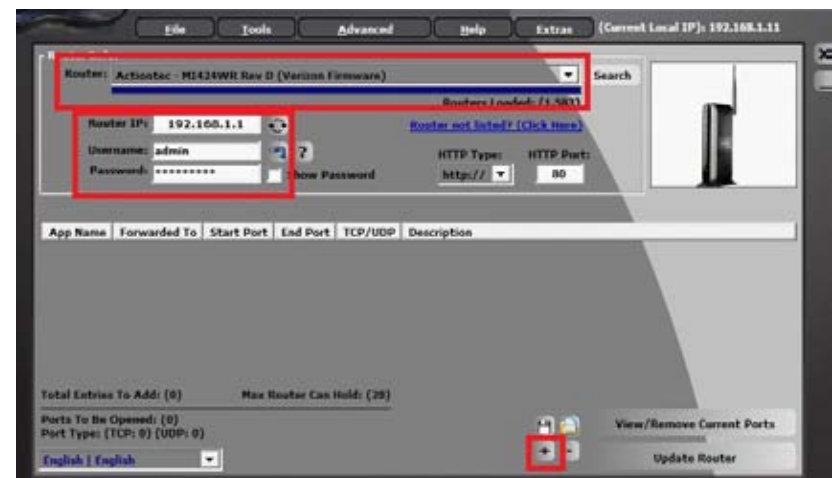 File Tools Advanced Help Extras (Current Local IP): 192.168.1.11
Router: Actiontec - MI424WR Rev D (Verizon Firmware) Search
Routers Loaded: (1,583)
Router IP: 192.168.1.1 Router not listed? (Click Here)
Username: admin ? HTTP Type: HTTP Port:
Password: ********* Show Password http:// 80
App Name Forwarded To Start Port End Port TCP/UDP Description
Total Entries To Add: (0) Max Router Can Hold: (20)
Ports To Be Opened: (0)
Port Type: (TCP: 0) (UDP: 0)
View/Remove Current Ports
English | English + - Update Router